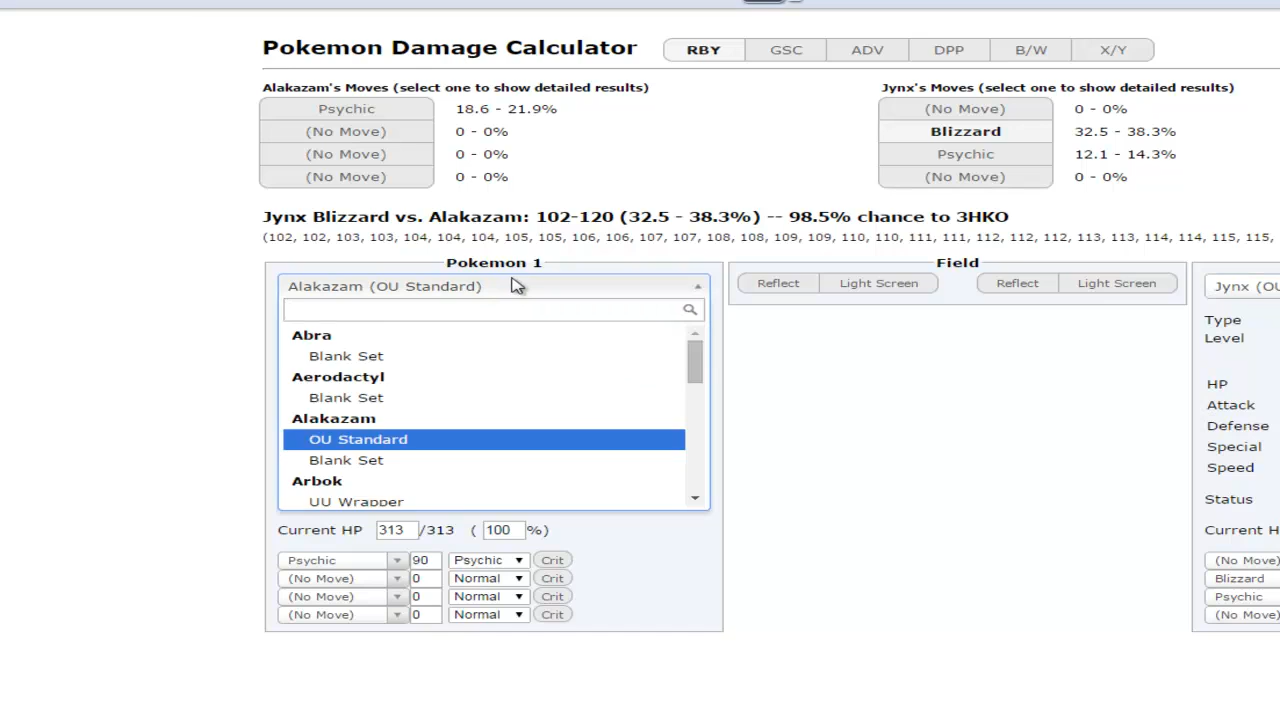 Pokemon Damage Calculator RBY GSC ADV DPP B/W X/Y
Alakazam's Moves (select one to show detailed results) Jynx's Moves (select one to show detailed results)
Psychic 18.6 - 21.9% (No Move) 0 - 0%
(No Move) 0 - 0% Blizzard 32.5 - 38.3%
(No Move) 0 - 0% Psychic 12.1 - 14.3%
(No Move) 0 - 0% (No Move) 0 - 0%
Jynx Blizzard vs. Alakazam: 102-120 (32.5 - 38.3%) -- 98.5% chance to 3HKO
(102, 102, 103, 103, 104, 104, 104, 105, 105, 106, 106, 107, 107, 108, 108, 109, 109, 110, 110, 111, 111, 112, 112, 112, 113, 113, 114, 114, 115, 115,
Pokemon 1 Field
Alakazam (OU Standard) Reflect Light Screen Reflect Light Screen Jynx (OU
Abra
Blank Set
Aerodactyl
Blank Set
Alakazam
OU Standard
Blank Set
Arbok
UU Wrapper
Type
Level
HP
Attack
Defense
Special
Speed
Status
Current HP 313 /313 ( 100 %) Current H
Psychic 90 Psychic Crit (No Move)
(No Move) 0 Normal Crit Blizzard
(No Move) 0 Normal Crit Psychic
(No Move) 0 Normal Crit (No Move)